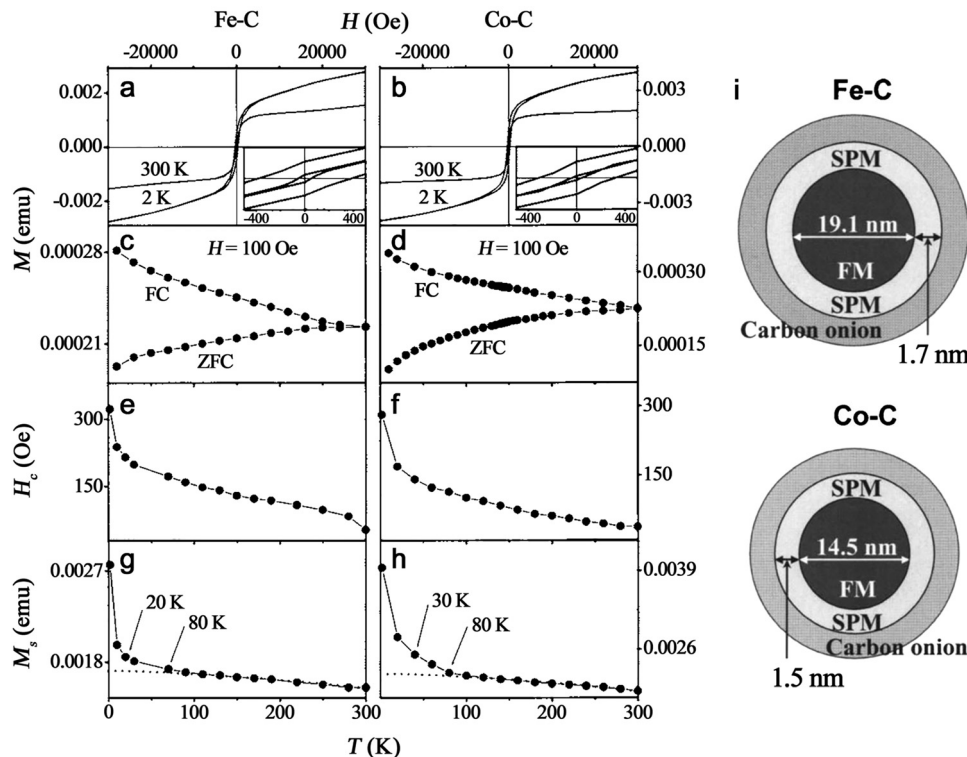 Fe-C
H (Oe)
Co-C
-20000 0 20000
-20000 0 20000
a
0.002
0.000
-0.002
300 K
2 K
-400 0 400
b
0.003
0.000
-0.003
300 K
2 K
-400 0 400
M (emu)
c
H = 100 Oe
0.00028
0.00021
FC
ZFC
d
H = 100 Oe
0.00030
0.00015
FC
ZFC
Hc (Oe)
e
300
150
f
300
150
Ms (emu)
g
0.0027
0.0018
20 K
80 K
h
0.0039
0.0026
30 K
80 K
0 100 200 300
0 100 200 300
T (K)
i
Fe-C
SPM
19.1 nm
FM
SPM
Carbon onion
1.7 nm
Co-C
SPM
14.5 nm
FM
SPM
Carbon onion
1.5 nm